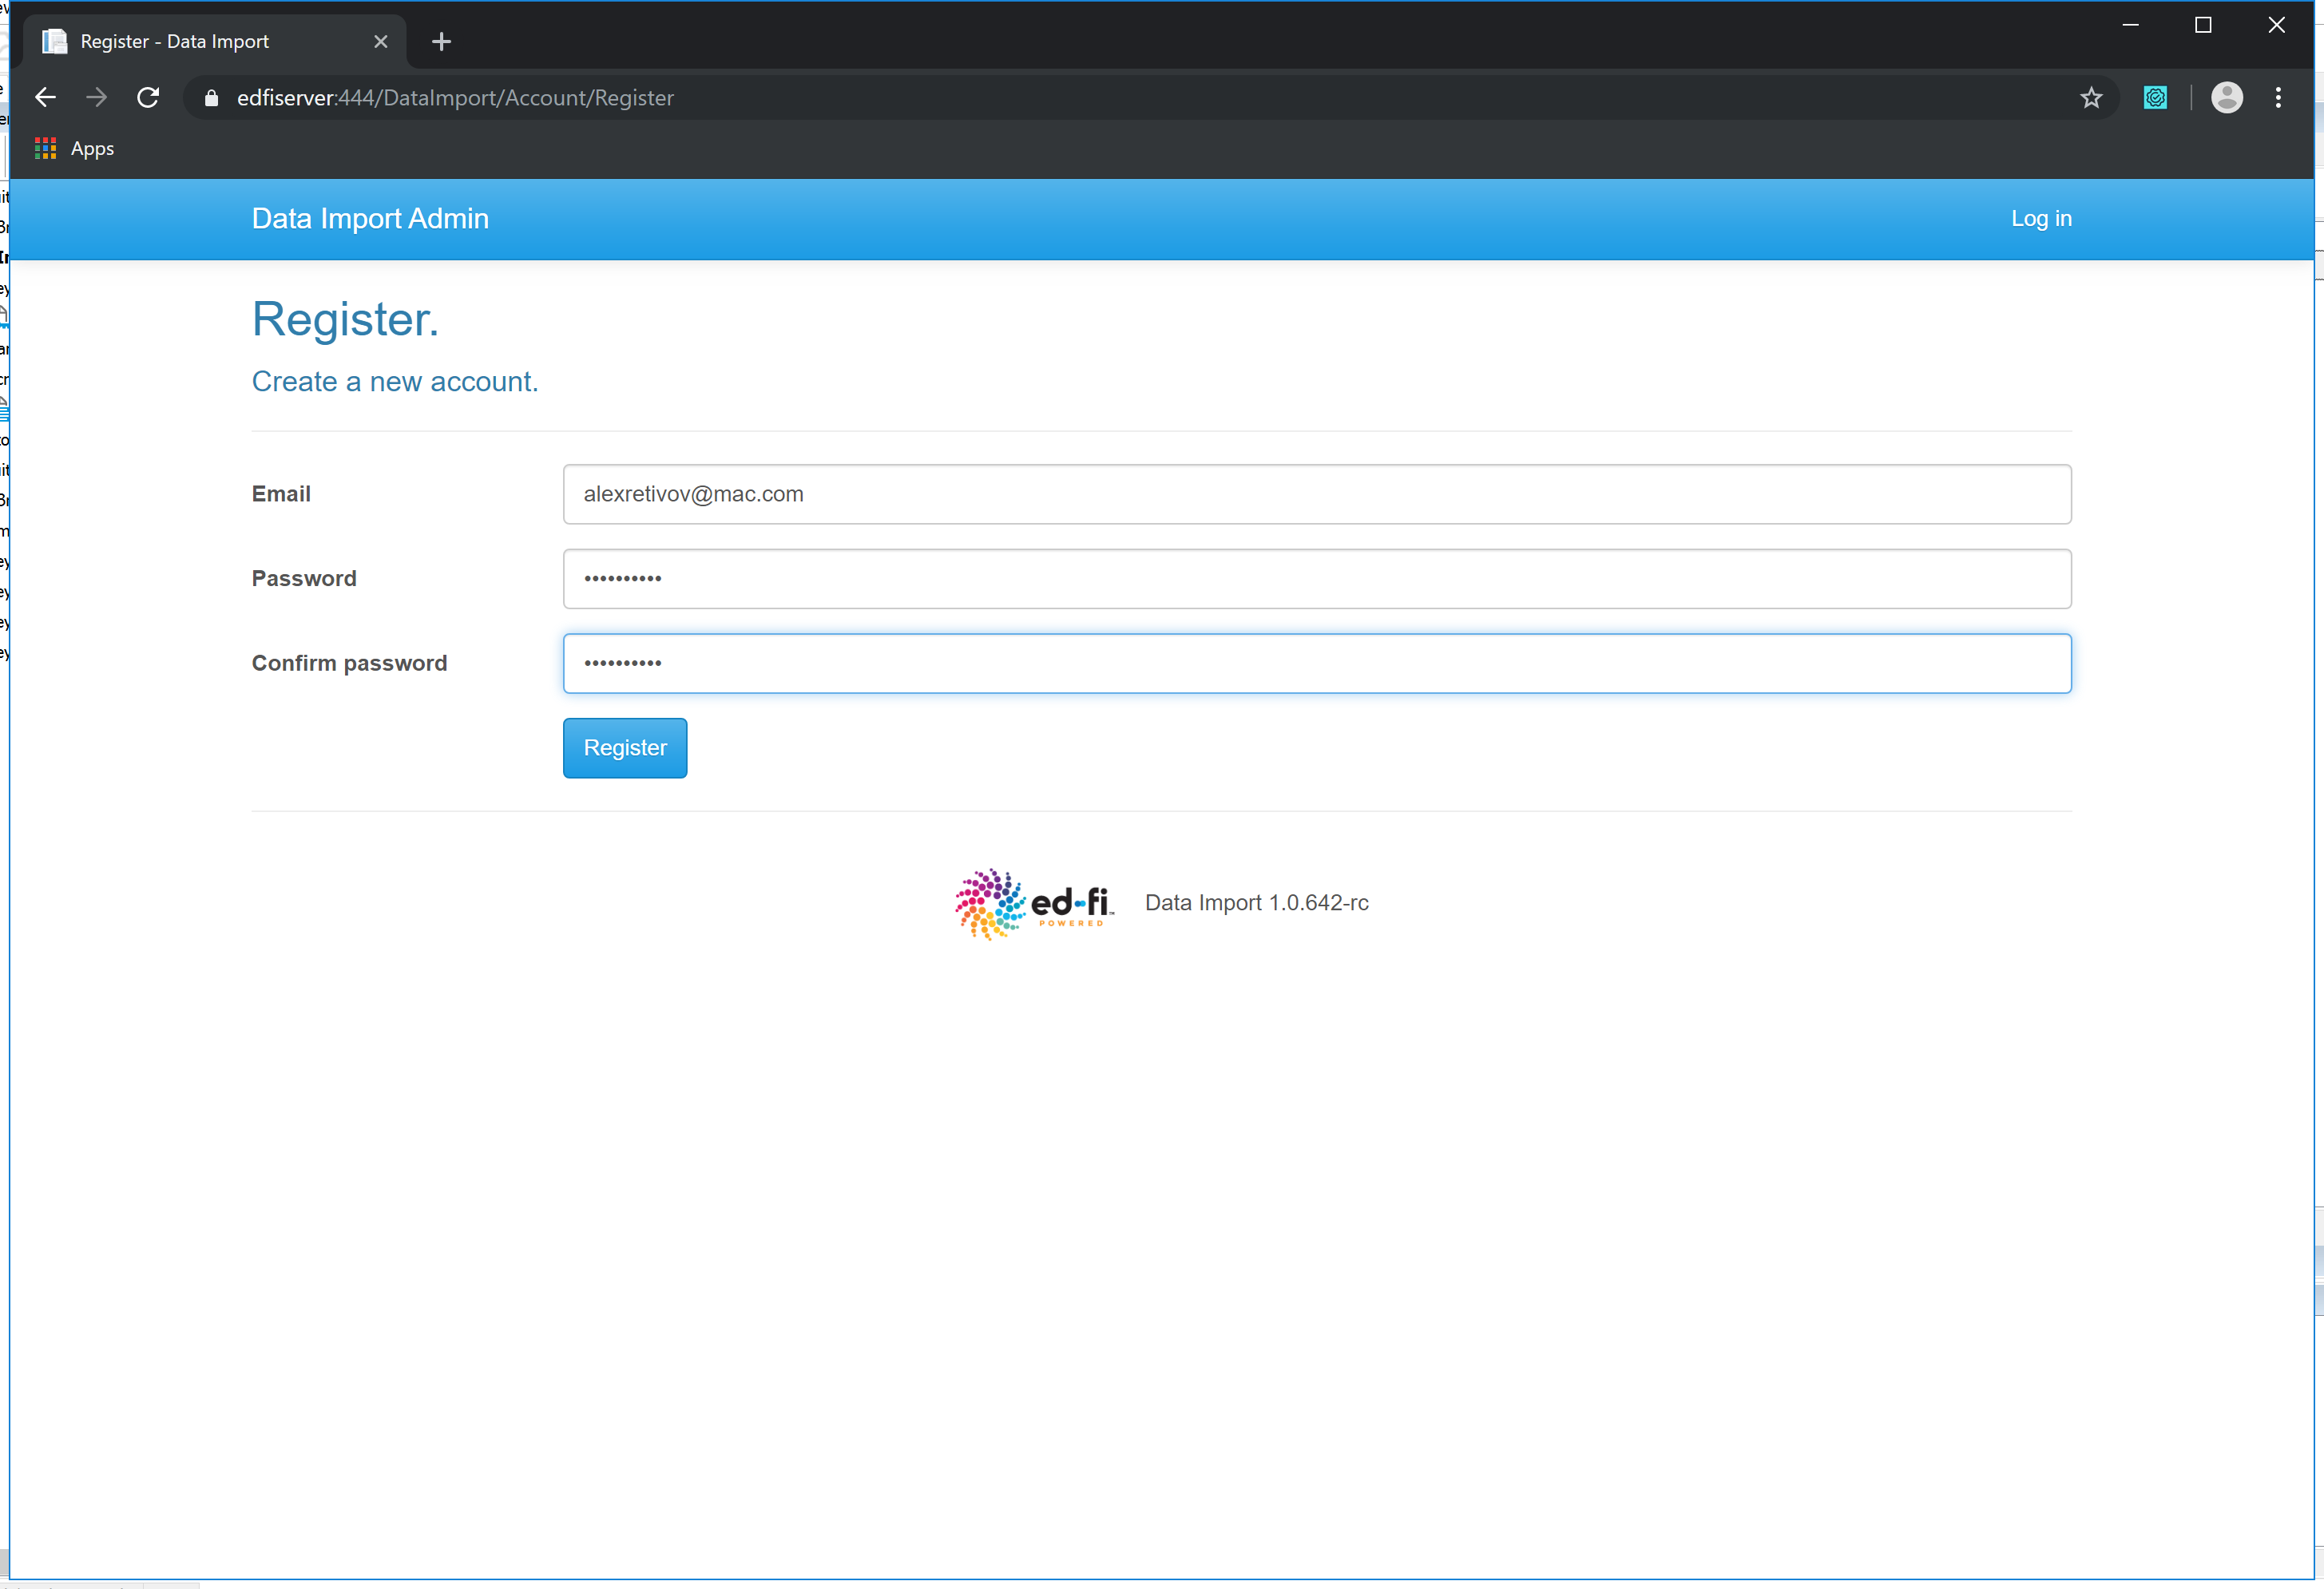 Register - Data Import
edfiserver:444/DataImport/Account/Register
Apps
Data Import Admin
Log in
Register.
Create a new account.
Email
alexretivov@mac.com
Password
••••••••••
Confirm password
••••••••••
Register
ed-fi™
POWERED
Data Import 1.0.642-rc